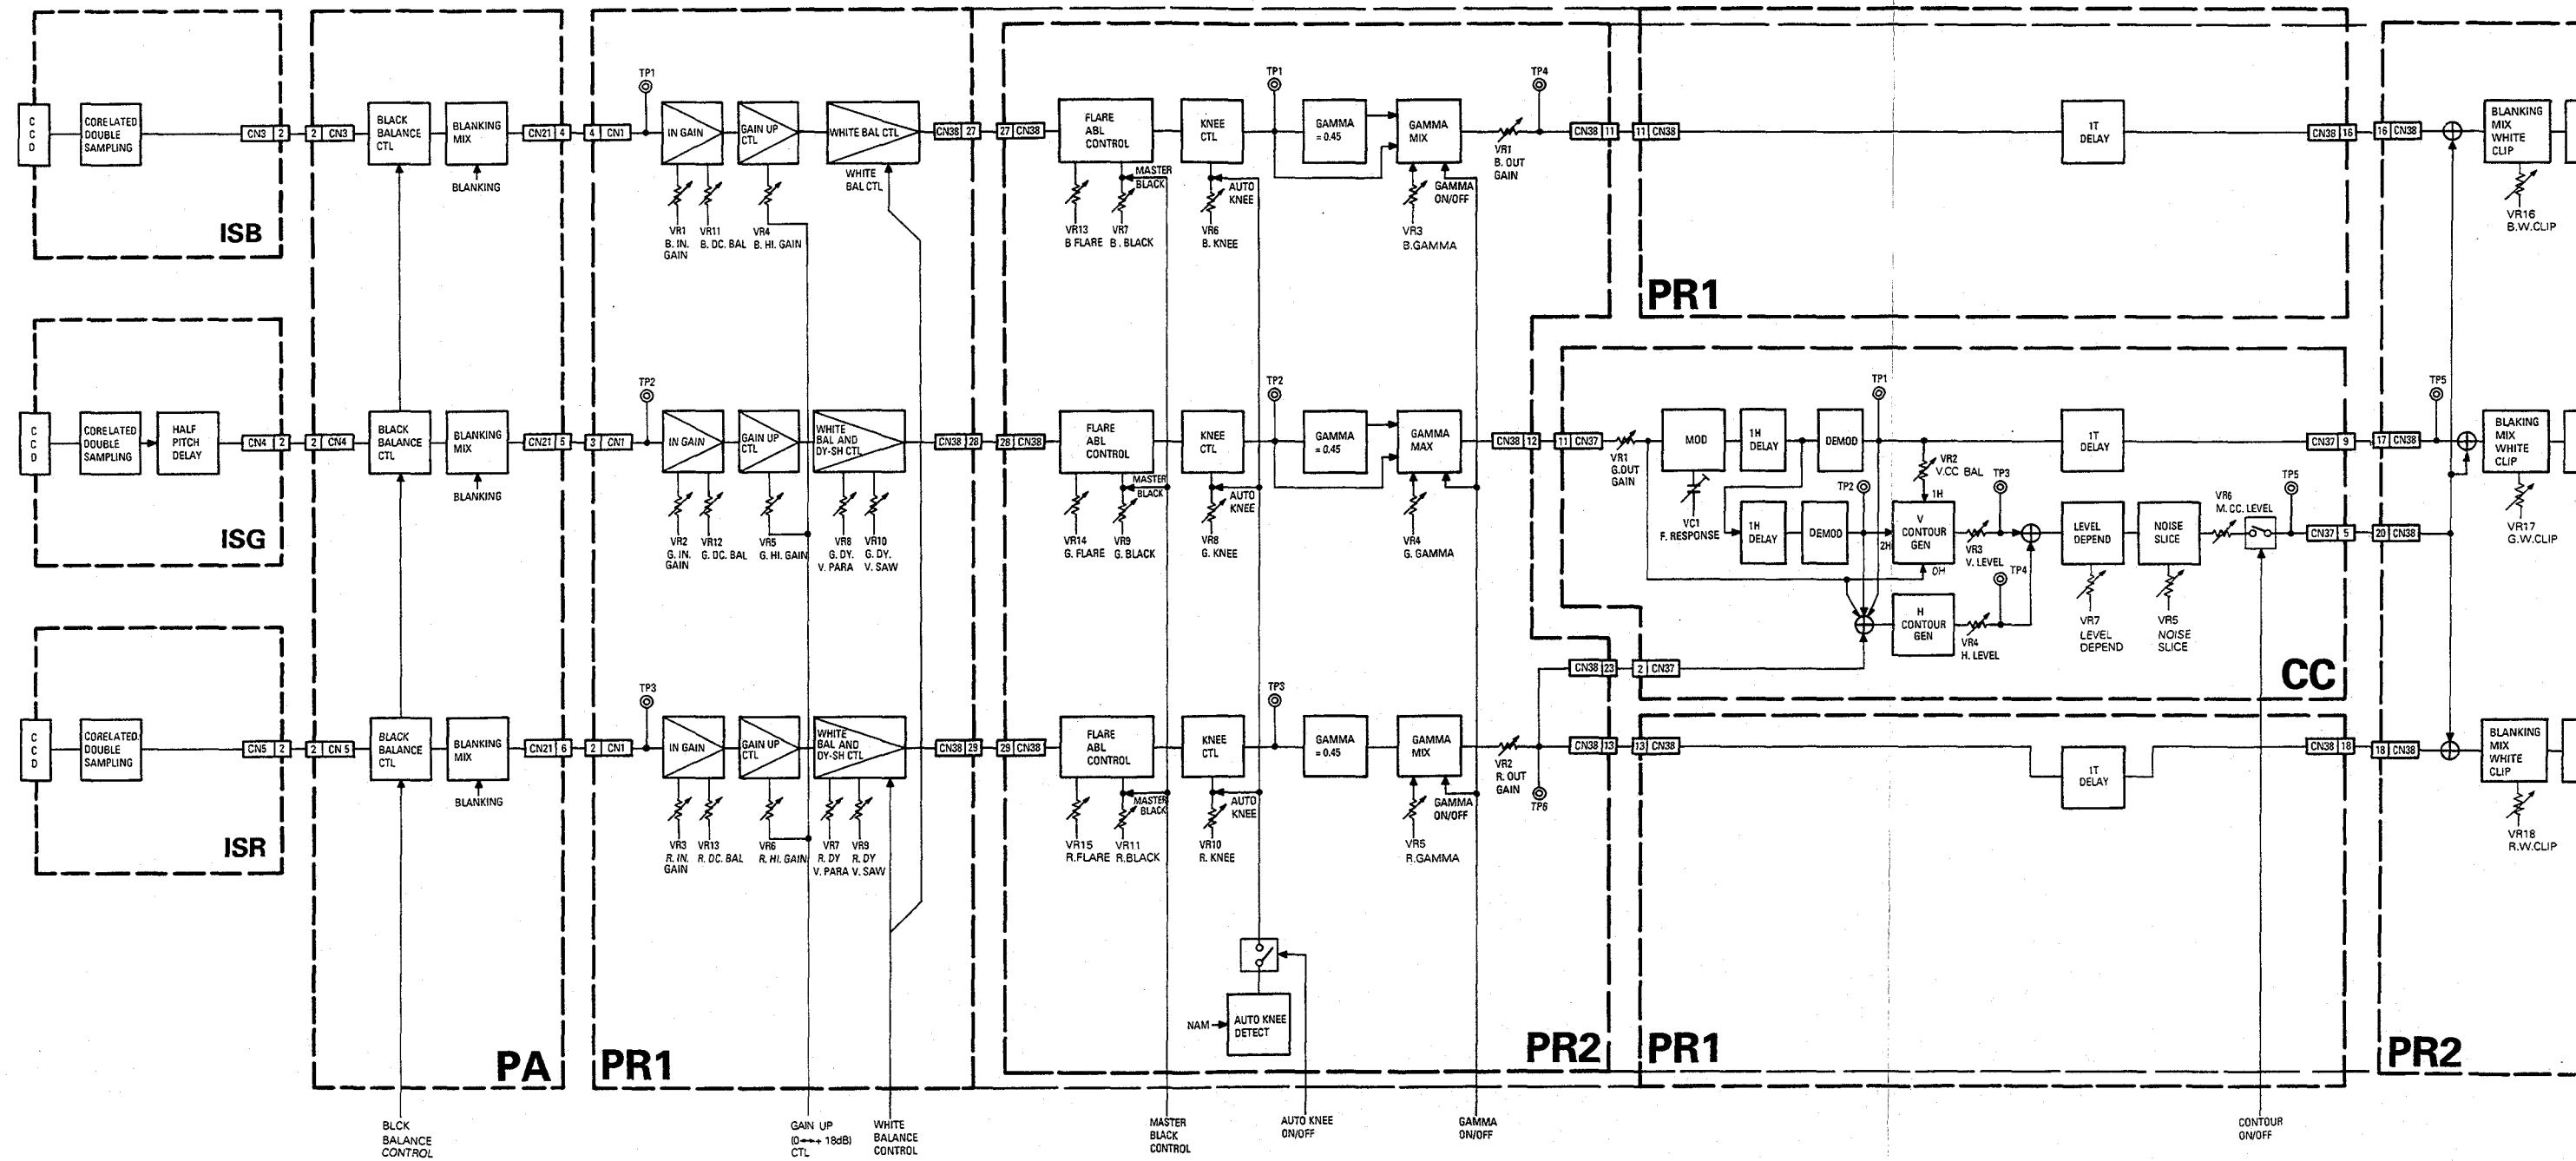 C
C
D
CORELATED
DOUBLE
SAMPLING
CN3 2
ISB
2 CN3
BLACK
BALANCE
CTL
BLANKING
MIX
BLANKING
CN21 4
4 CN1
TP1
IN GAIN
GAIN UP
CTL
WHITE BAL CTL
WHITE
BAL CTL
VR1
B. IN.
GAIN
VR11
B. DC. BAL
VR4
B. HI. GAIN
CN38 27
27 CN38
FLARE
ABL
CONTROL
MASTER
BLACK
VR13
B FLARE
VR7
B . BLACK
KNEE
CTL
AUTO
KNEE
VR6
B. KNEE
TP1
GAMMA
= 0.45
GAMMA
MIX
GAMMA
ON/OFF
VR3
B.GAMMA
VR1
B. OUT
GAIN
TP4
CN38 11
11 CN38
PR1
1T
DELAY
CN38 16
16 CN38
BLANKING
MIX
WHITE
CLIP
VR16
B.W.CLIP
C
C
D
CORELATED
DOUBLE
SAMPLING
HALF
PITCH
DELAY
CN4 2
ISG
2 CN4
BLACK
BALANCE
CTL
BLANKING
MIX
BLANKING
CN21 5
3 CN1
TP2
IN GAIN
GAIN UP
CTL
WHITE
BAL AND
DY-SH CTL
VR2
G. IN.
GAIN
VR12
G. DC. BAL
VR5
G. HI. GAIN
VR8
G. DY.
V. PARA
VR10
G. DY.
V. SAW
CN38 28
28 CN38
FLARE
ABL
CONTROL
MASTER
BLACK
VR14
G. FLARE
VR9
G. BLACK
KNEE
CTL
AUTO
KNEE
VR8
G. KNEE
TP2
GAMMA
= 0.45
GAMMA
MAX
VR4
G. GAMMA
CN38 12
11 CN37
VR1
G.OUT
GAIN
MOD
VC1
F. RESPONSE
1H
DELAY
DEMOD
TP1
1H
DELAY
DEMOD
TP2
VR2
V.CC BAL
1H
2H
0H
V
CONTOUR
GEN
TP3
VR3
V. LEVEL
TP4
H
CONTOUR
GEN
VR4
H. LEVEL
1T
DELAY
LEVEL
DEPEND
VR7
LEVEL
DEPEND
NOISE
SLICE
VR5
NOISE
SLICE
VR6
M. CC. LEVEL
TP5
CN37 9
CN37 5
CC
17 CN38
20 CN38
TP5
BLAKING
MIX
WHITE
CLIP
VR17
G.W.CLIP
C
C
D
CORELATED
DOUBLE
SAMPLING
CN5 2
ISR
2 CN 5
BLACK
BALANCE
CTL
BLANKING
MIX
BLANKING
CN21 6
2 CN1
TP3
IN GAIN
GAIN UP
CTL
WHITE
BAL AND
DY-SH CTL
VR3
R. IN.
GAIN
VR13
R. DC. BAL
VR6
R. HI. GAIN
VR7
R. DY
V. PARA
VR9
R. DY
V. SAW
CN38 29
29 CN38
FLARE
ABL
CONTROL
MASTER
BLACK
VR15
R.FLARE
VR11
R.BLACK
KNEE
CTL
AUTO
KNEE
VR10
R. KNEE
TP3
GAMMA
= 0.45
GAMMA
MIX
GAMMA
ON/OFF
VR5
R.GAMMA
VR2
R. OUT
GAIN
TP6
CN38 23
2 CN37
CN38 13
13 CN38
1T
DELAY
CN38 18
18 CN38
BLANKING
MIX
WHITE
CLIP
VR18
R.W.CLIP
NAM
AUTO KNEE
DETECT
PA
PR1
PR2
PR1
PR2
BLCK
BALANCE
CONTROL
GAIN UP
(0↔+ 18dB)
CTL
WHITE
BALANCE
CONTROL
MASTER
BLACK
CONTROL
AUTO KNEE
ON/OFF
GAMMA
ON/OFF
CONTOUR
ON/OFF